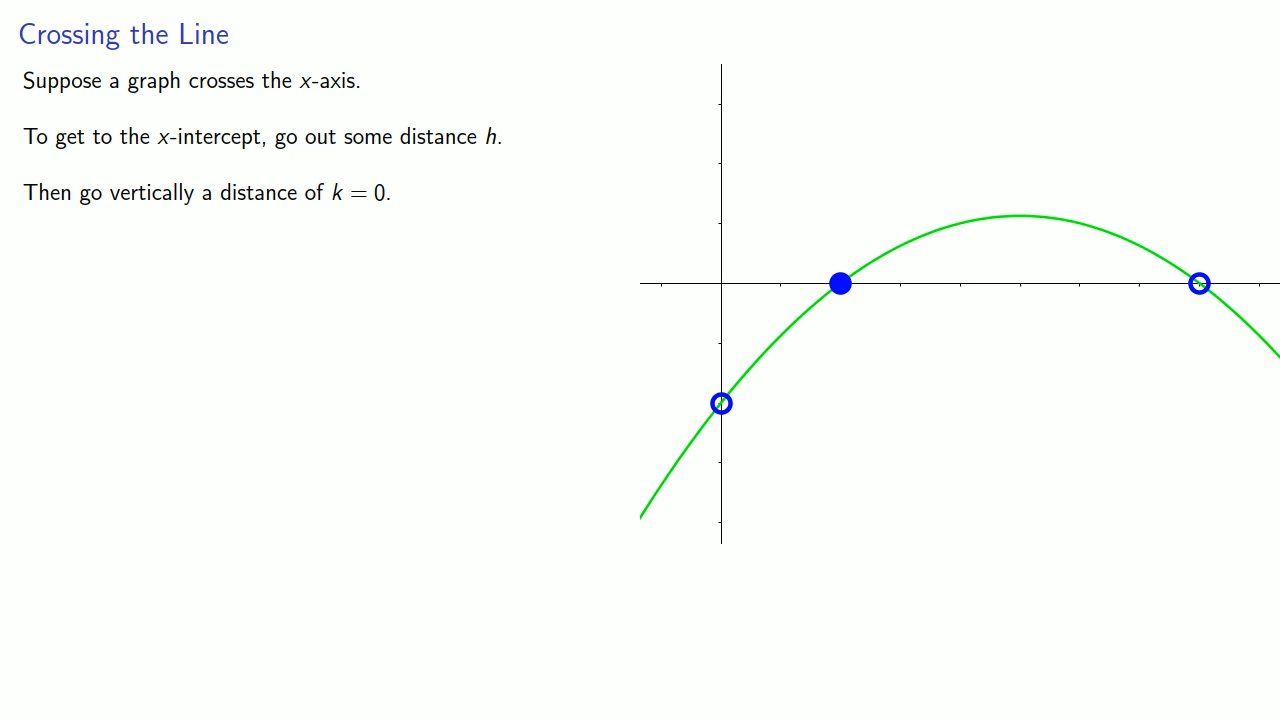 Crossing the Line
Suppose a graph crosses the x-axis.
To get to the x-intercept, go out some distance h.
Then go vertically a distance of k = 0.